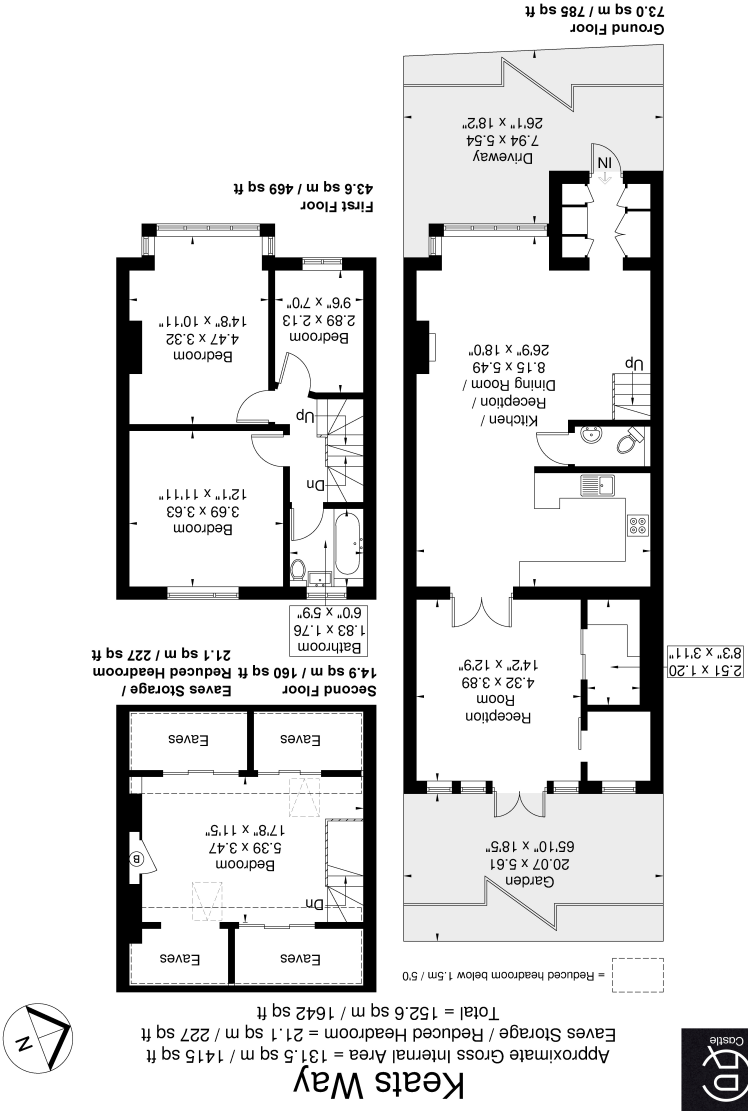 Keats Way
Approximate Gross Internal Area = 131.5 sq m / 1415 sq ft
Eaves Storage / Reduced Headroom = 21.1 sq m / 227 sq ft
Total = 152.6 sq m / 1642 sq ft
Castle
N
= Reduced headroom below 1.5m / 5'0
Garden
20.07 x 5.61
65'10" x 18'5"
Reception
Room
4.32 x 3.89
14'2" x 12'9"
2.51 x 1.20
8'3" x 3'11"
Kitchen /
Reception /
Dining Room
8.15 x 5.49
26'9" x 18'0"
Up
IN
Driveway
7.94 x 5.54
26'1" x 18'2"
Ground Floor
73.0 sq m / 785 sq ft
Eaves
Eaves
Dn
Bedroom
5.39 x 3.47
17'8" x 11'5"
B
Eaves
Eaves
Second Floor
14.9 sq m / 160 sq ft
Eaves Storage /
Reduced Headroom
21.1 sq m / 227 sq ft
Bathroom
1.83 x 1.76
6'0" x 5'9"
Bedroom
3.69 x 3.63
12'1" x 11'11"
Dn
Up
Bedroom
2.89 x 2.13
9'6" x 7'0"
Bedroom
4.47 x 3.32
14'8" x 10'11"
First Floor
43.6 sq m / 469 sq ft